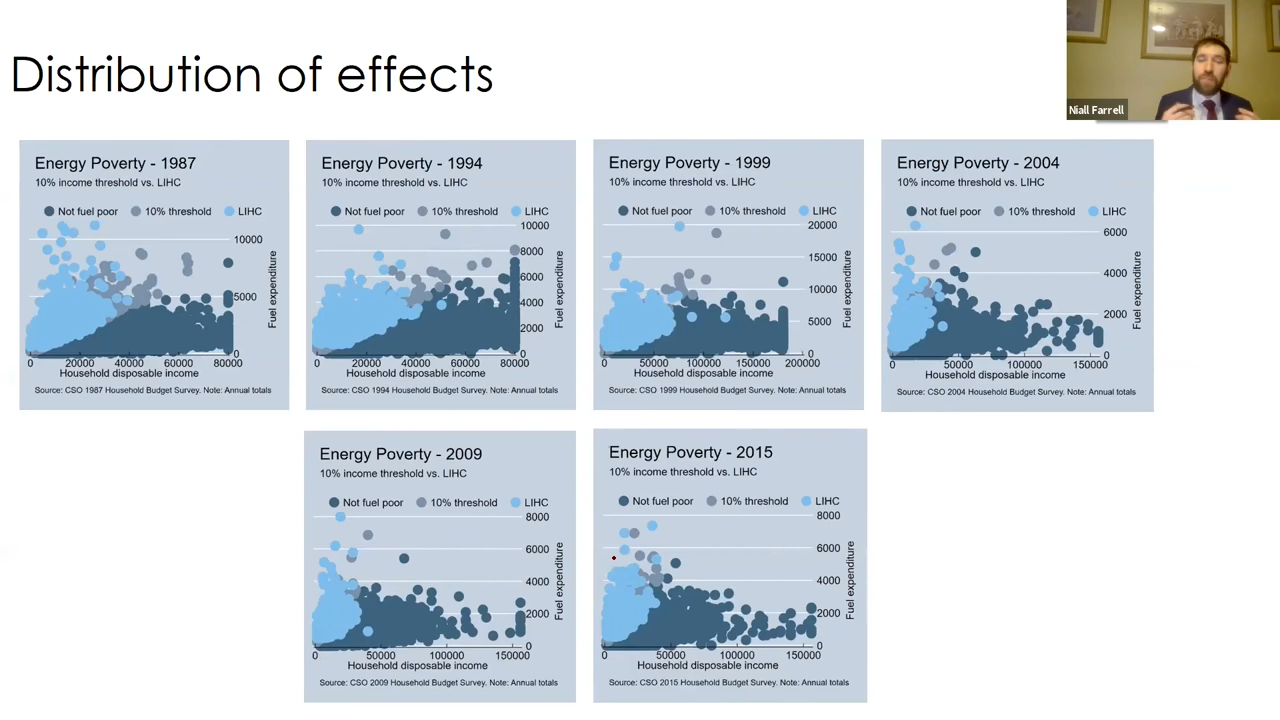 Distribution of effects
Niall Farrell
Energy Poverty - 1987
10% income threshold vs. LIHC
Not fuel poor 10% threshold LIHC
10000
5000
0
Fuel expenditure
0 20000 40000 60000 80000
Household disposable income
Source: CSO 1987 Household Budget Survey. Note: Annual totals
Energy Poverty - 1994
10% income threshold vs. LIHC
Not fuel poor 10% threshold LIHC
10000
8000
6000
4000
2000
0
Fuel expenditure
0 20000 40000 60000 80000
Household disposable income
Source: CSO 1994 Household Budget Survey. Note: Annual totals
Energy Poverty - 1999
10% income threshold vs. LIHC
Not fuel poor 10% threshold LIHC
20000
15000
10000
5000
0
Fuel expenditure
0 50000 100000 150000 200000
Household disposable income
Source: CSO 1999 Household Budget Survey. Note: Annual totals
Energy Poverty - 2004
10% income threshold vs. LIHC
Not fuel poor 10% threshold LIHC
6000
4000
2000
0
Fuel expenditure
0 50000 100000 150000
Household disposable income
Source: CSO 2004 Household Budget Survey. Note: Annual totals
Energy Poverty - 2009
10% income threshold vs. LIHC
Not fuel poor 10% threshold LIHC
8000
6000
4000
2000
0
Fuel expenditure
0 50000 100000 150000
Household disposable income
Source: CSO 2009 Household Budget Survey. Note: Annual totals
Energy Poverty - 2015
10% income threshold vs. LIHC
Not fuel poor 10% threshold LIHC
8000
6000
4000
2000
0
Fuel expenditure
0 50000 100000 150000
Household disposable income
Source: CSO 2015 Household Budget Survey. Note: Annual totals